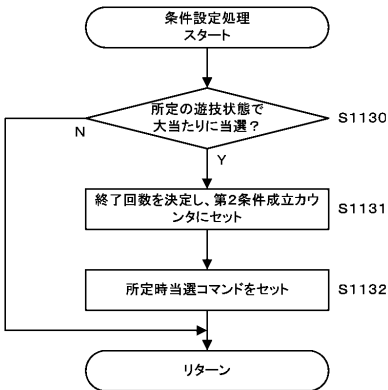 条件設定処理
スタート
所定の遊技状態で
大当たりに当選？
S1130
N
Y
終了回数を決定し、第2条件成立カウ
ンタにセット
S1131
所定時当選コマンドをセット
S1132
リターン